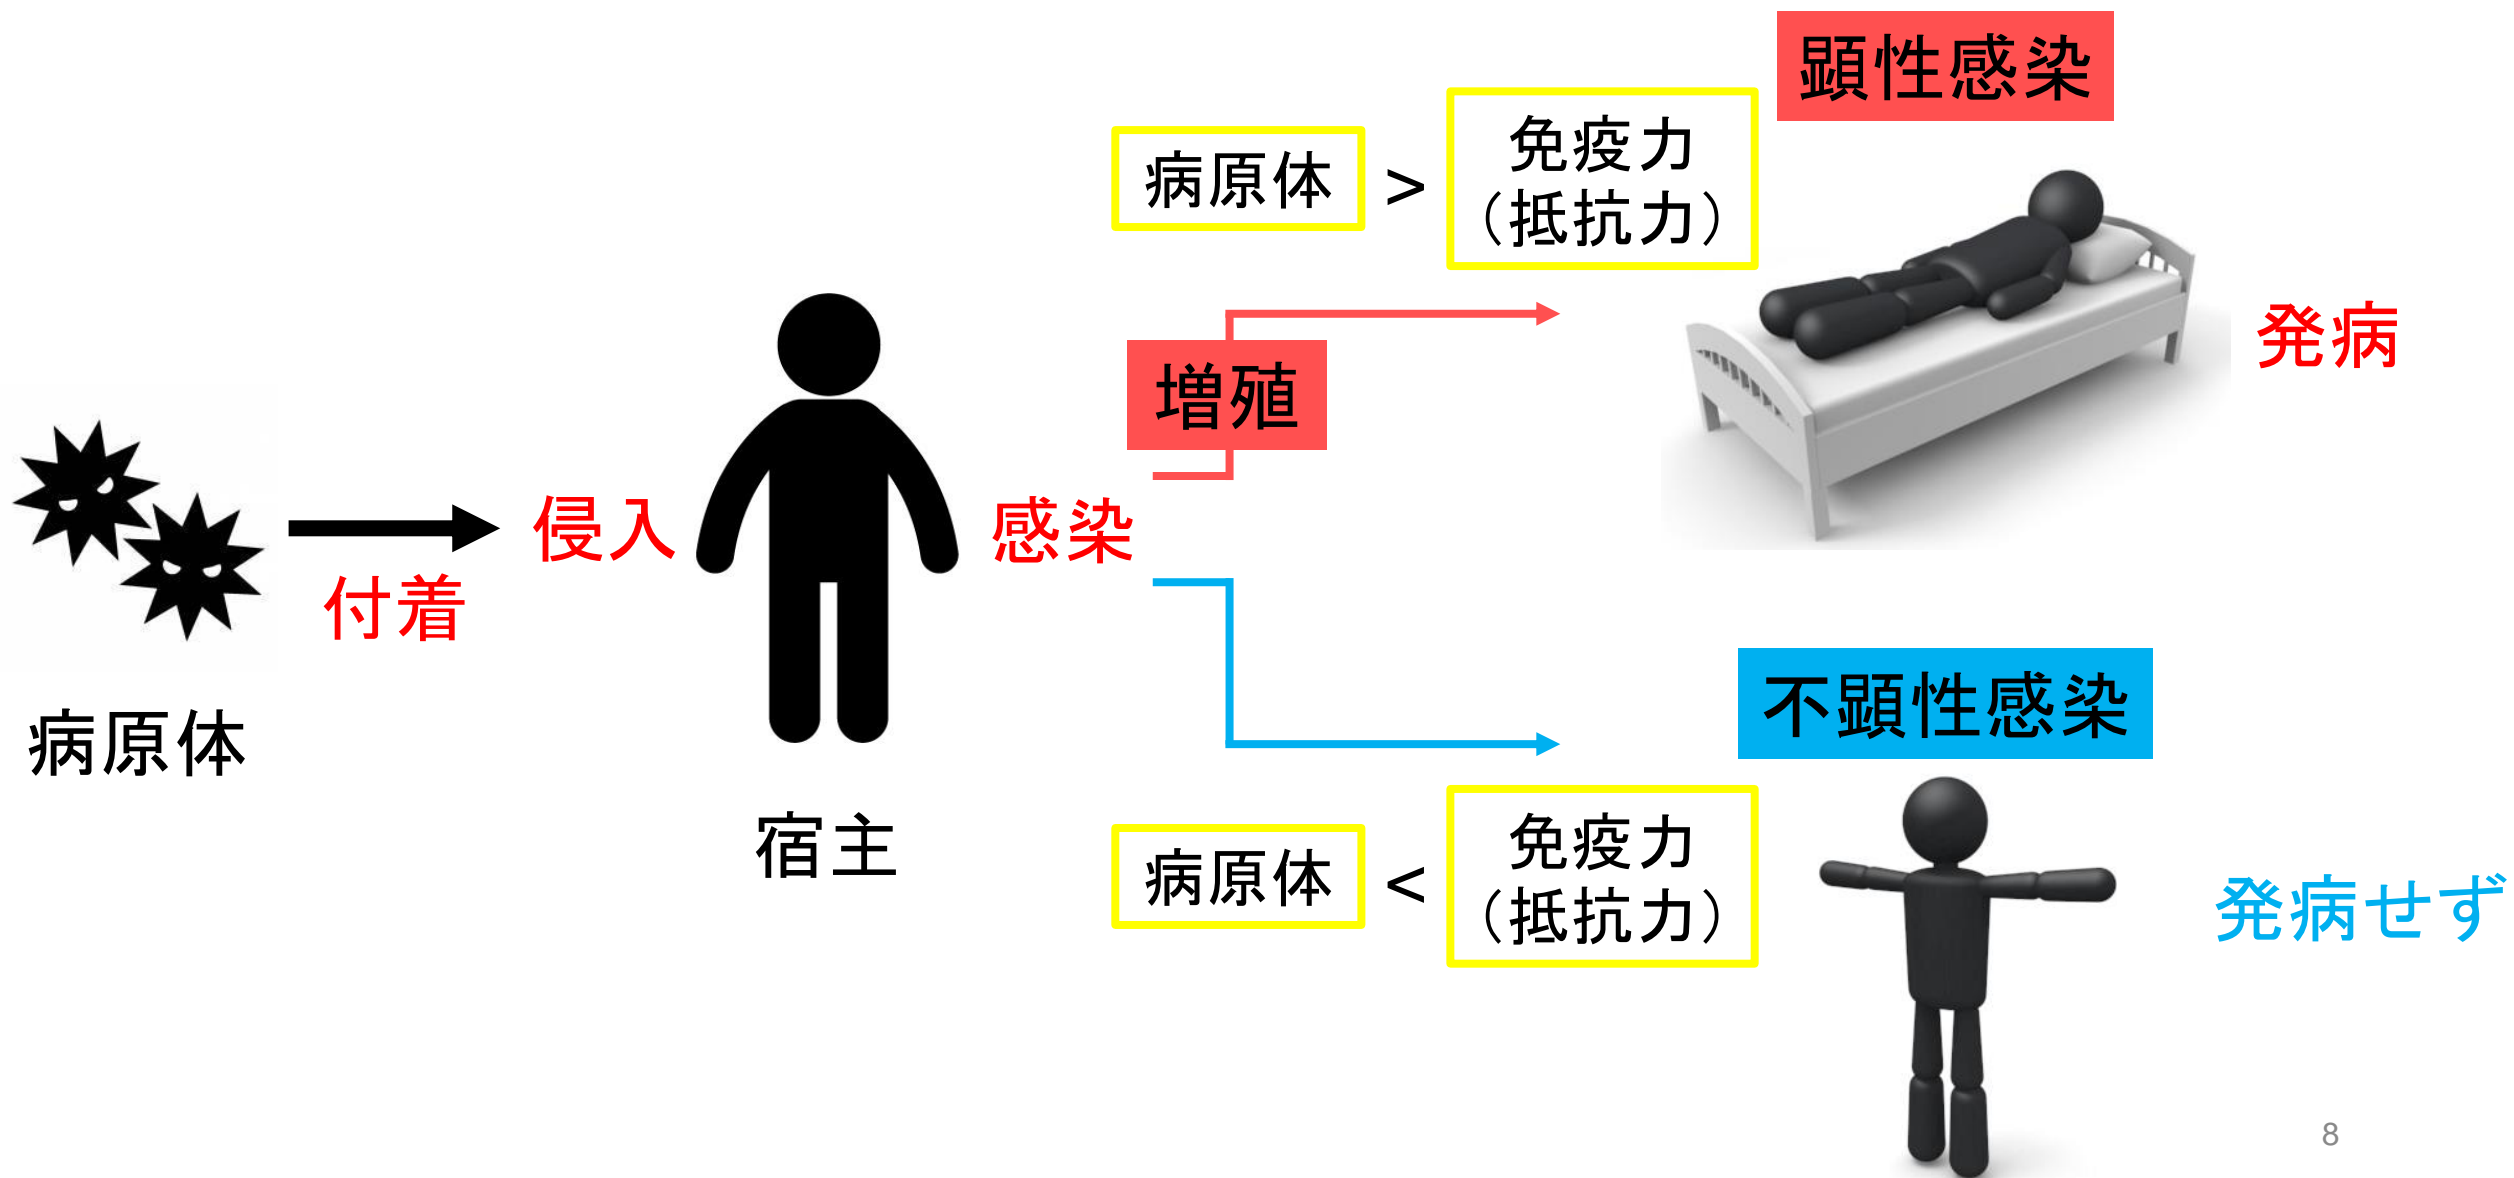 病原体
付着
侵入
宿主
感染
増殖
病原体
>
免疫力
（抵抗力）
顕性感染
発病
病原体
<
免疫力
（抵抗力）
不顕性感染
発病せず
8